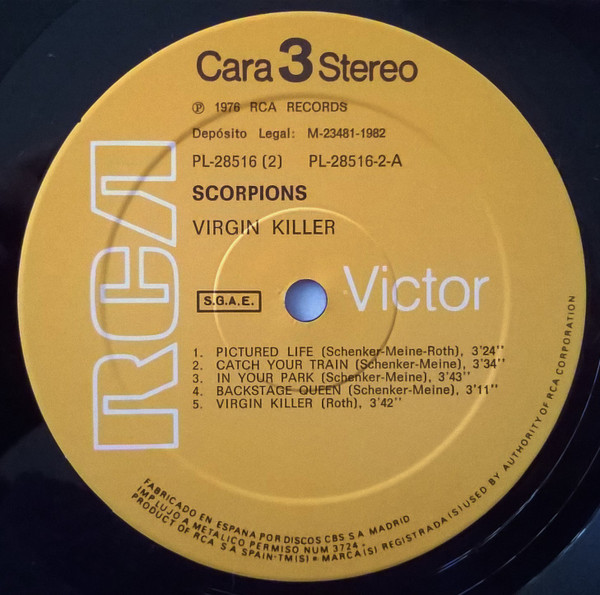 Cara 3 Stereo
℗ 1976 RCA RECORDS
Depósito Legal: M-23481-1982
PL-28516 (2) PL-28516-2-A
SCORPIONS
VIRGIN KILLER
RCA
S.G.A.E.
Victor
1. PICTURED LIFE (Schenker-Meine-Roth), 3'24''
2. CATCH YOUR TRAIN (Schenker-Meine), 3'34''
3. IN YOUR PARK (Schenker-Meine), 3'43''
4. BACKSTAGE QUEEN (Schenker-Meine), 3'11''
5. VIRGIN KILLER (Roth), 3'42''
FABRICADO EN ESPAÑA POR DISCOS CBS S.A MADRID
IMP LUJO A METALICO PERMISO NUM 3724 -
PRODUCT OF RCA S A SPAIN-TM(S) • MARCA(S) REGISTRADA(S) USED BY AUTHORITY OF RCA CORPORATION